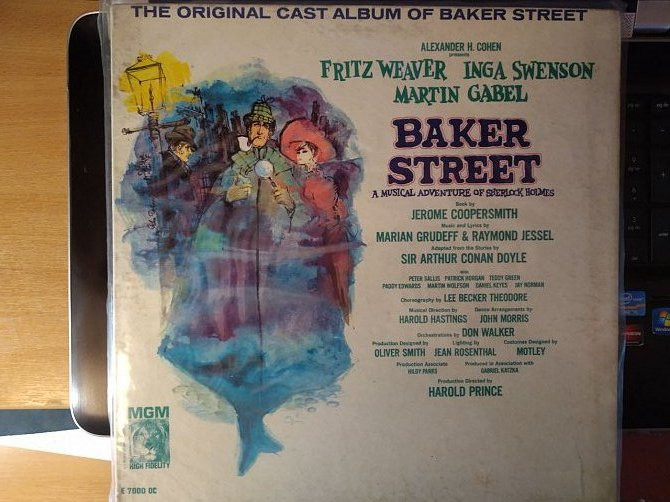 THE ORIGINAL CAST ALBUM OF BAKER STREET
ALEXANDER H. COHEN
presents
FRITZ WEAVER INGA SWENSON
MARTIN GABEL
BAKER
STREET
A MUSICAL ADVENTURE OF SHERLOCK HOLMES
Book by
JEROME COOPERSMITH
Music and Lyrics by
MARIAN GRUDEFF & RAYMOND JESSEL
Adapted from the Stories by
SIR ARTHUR CONAN DOYLE
with
PETER SALLIS PATRICK HORGAN TEDDY GREEN
PADDY EDWARDS MARTIN WOLFSON DANIEL KEYES JAY NORMAN
Choreography by LEE BECKER THEODORE
Musical Direction by Dance Arrangements by
HAROLD HASTINGS JOHN MORRIS
Orchestrations by DON WALKER
Production Designed by Lighting by Costumes Designed by
OLIVER SMITH JEAN ROSENTHAL MOTLEY
Production Associate Produced in Association with
HILDY PARKS GABRIEL KATZKA
Production Directed by
HAROLD PRINCE
MGM
HIGH FIDELITY
E 7000 OC